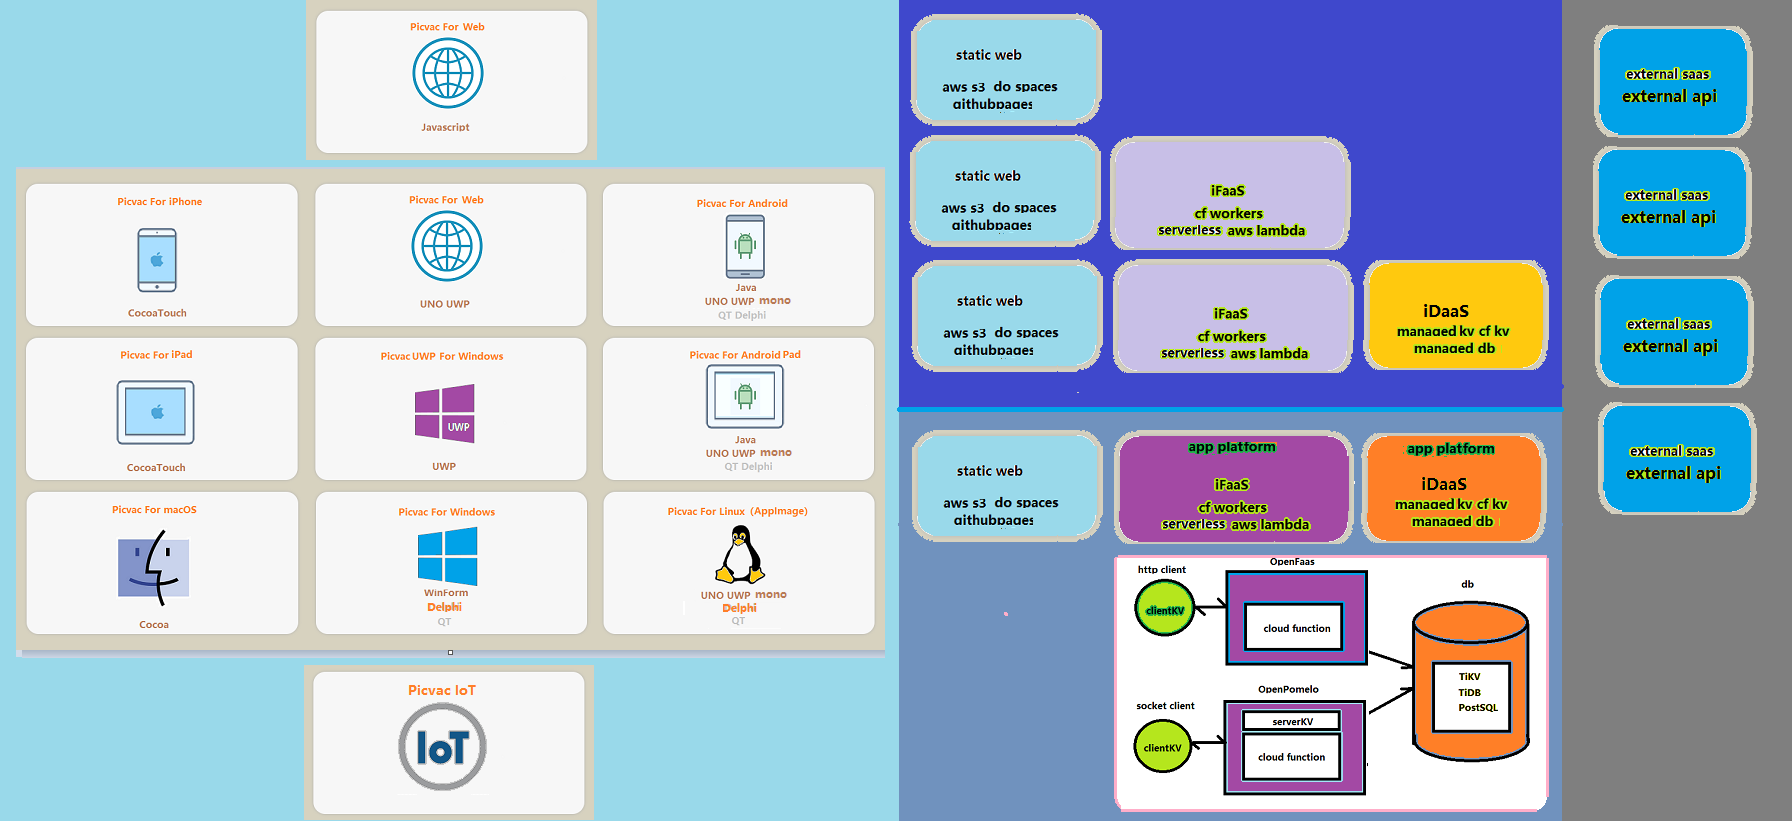 Picvac For Web
Javascript
Picvac For iPhone
CocoaTouch
Picvac For Web
UNO UWP
Picvac For Android
Java
UNO UWP mono
QT Delphi
Picvac For iPad
CocoaTouch
Picvac UWP For Windows
UWP
UWP
Picvac For Android Pad
Java
UNO UWP mono
QT Delphi
Picvac For macOS
Cocoa
Picvac For Windows
WinForm
Delphi
QT
Picvac For Linux (AppImage)
UNO UWP mono
Delphi
QT
Picvac IoT
IoT
static web
aws s3 do spaces
githubpages
static web
aws s3 do spaces
githubpages
iFaaS
cf workers
serverless aws lambda
static web
aws s3 do spaces
githubpages
iFaaS
cf workers
serverless aws lambda
iDaaS
managed kv cf kv
managed db
static web
aws s3 do spaces
githubpages
app platform
iFaaS
cf workers
serverless aws lambda
app platform
iDaaS
managed kv cf kv
managed db
http client
clientKV
OpenFaas
cloud function
db
TiKV
TiDB
PostSQL
socket client
clientKV
OpenPomelo
serverKV
cloud function
external saas
external api
external saas
external api
external saas
external api
external saas
external api